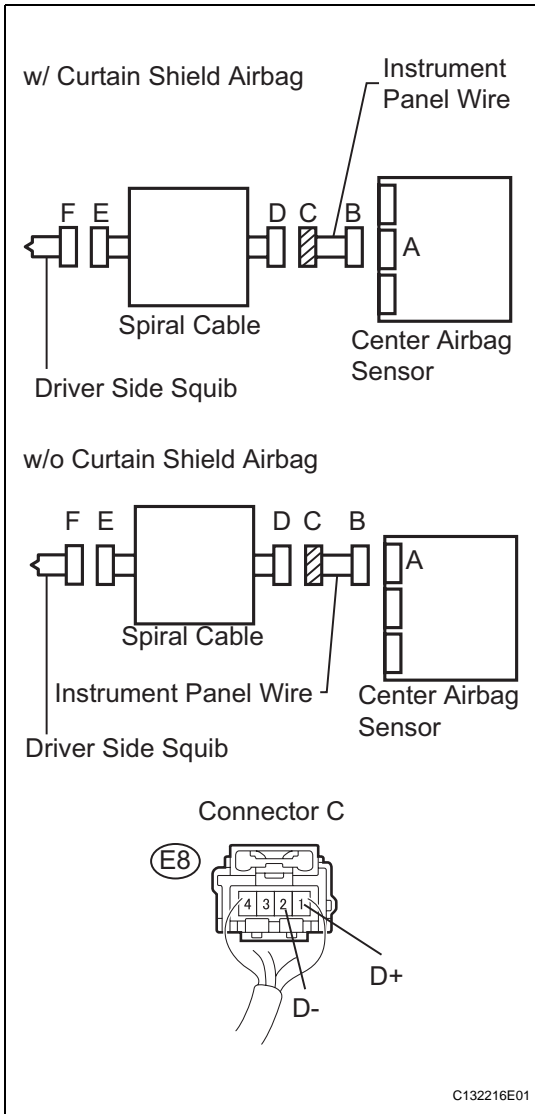 w/ Curtain Shield Airbag
Instrument
Panel Wire
F E D C B
A
Spiral Cable
Center Airbag
Sensor
Driver Side Squib
w/o Curtain Shield Airbag
F E D C B
A
Spiral Cable
Instrument Panel Wire
Center Airbag
Sensor
Driver Side Squib
Connector C
E8
4 3 2 1
D+
D-
C132216E01